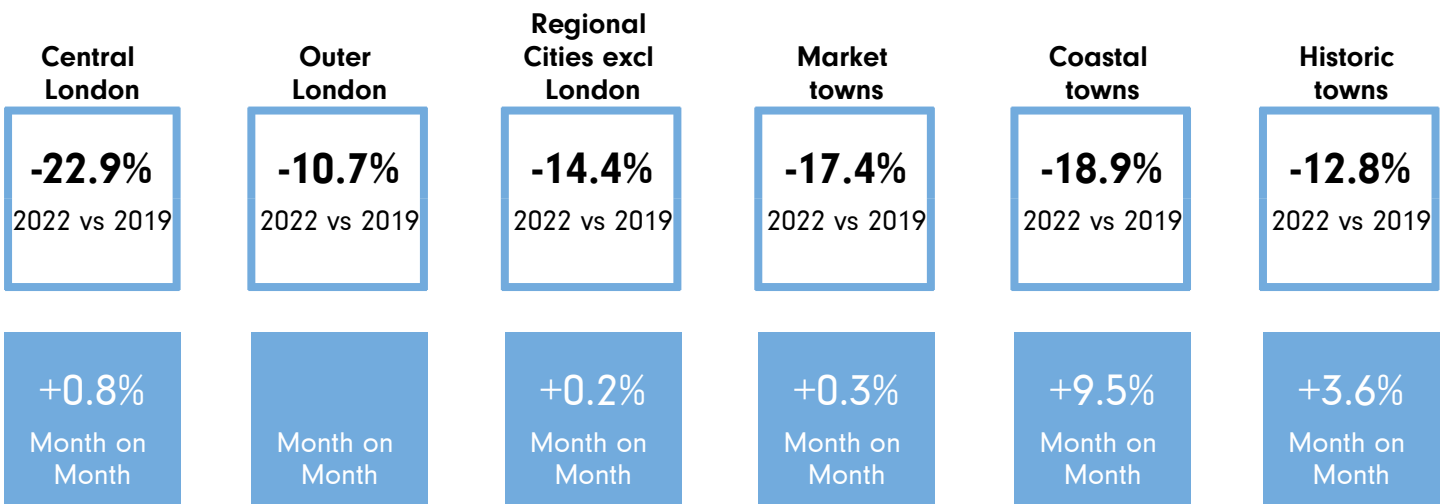 Central
London
Outer
London
Regional
Cities excl
London
Market
towns
Coastal
towns
Historic
towns
-22.9%
2022 vs 2019
-10.7%
2022 vs 2019
-14.4%
2022 vs 2019
-17.4%
2022 vs 2019
-18.9%
2022 vs 2019
-12.8%
2022 vs 2019
+0.8%
Month on
Month
Month on
Month
+0.2%
Month on
Month
+0.3%
Month on
Month
+9.5%
Month on
Month
+3.6%
Month on
Month